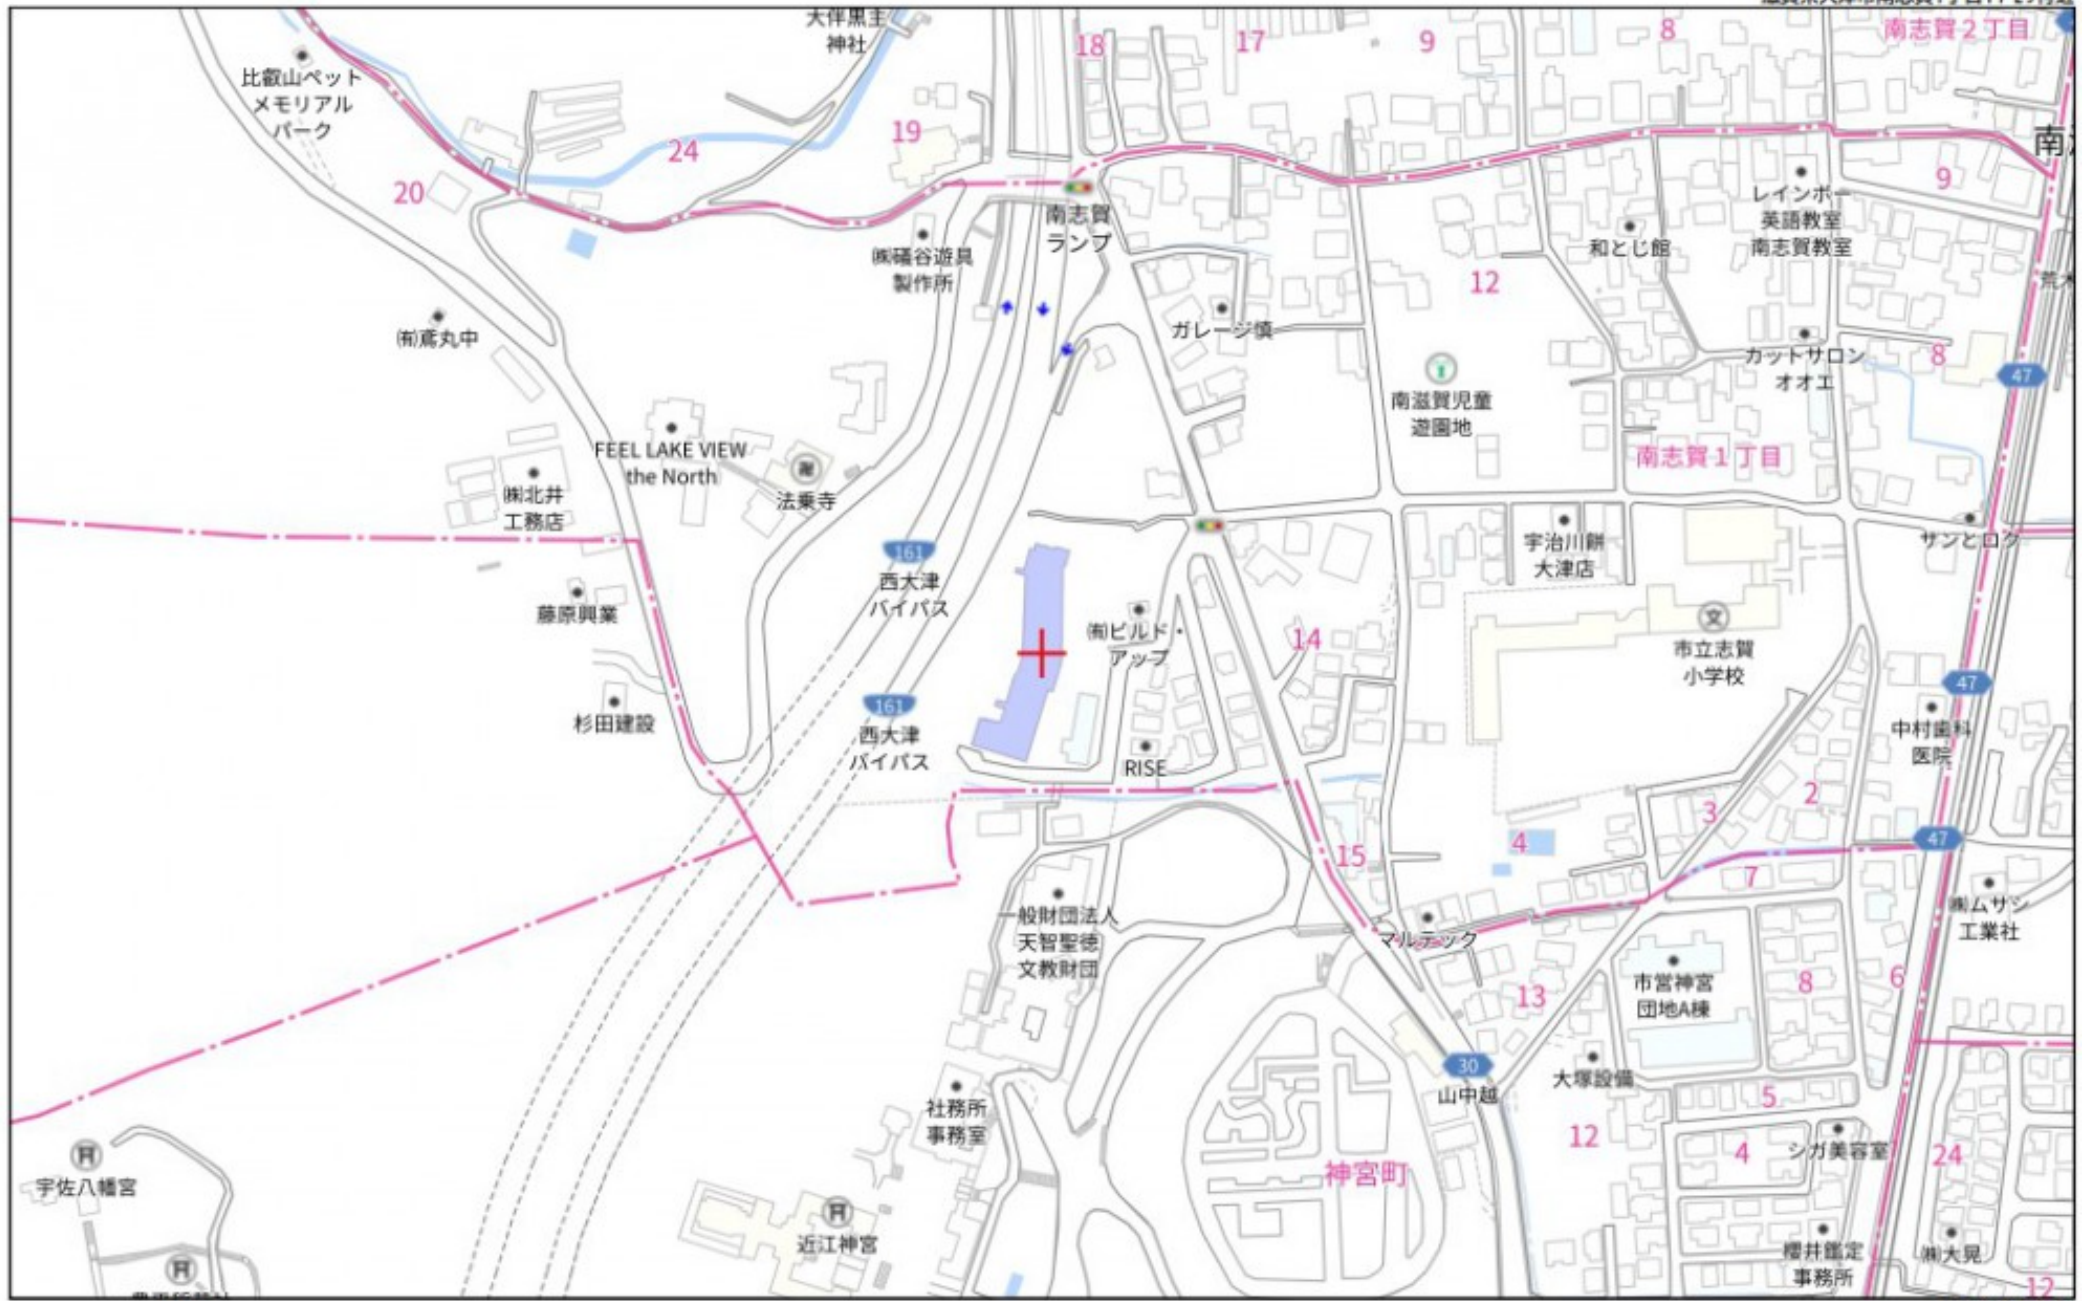 大伴黒主
神社
18
17
9
8
南志賀2丁目
比叡山ペット
メモリアル
パーク
24
19
20
南志賀
ランプ
㈱礒谷遊具
製作所
レインボー
英語教室
南志賀教室
9
和とじ館
12
㈲鳶丸中
ガレージ慎
カットサロン
オオエ
8
47
南滋賀児童
遊園地
南志賀1丁目
FEEL LAKE VIEW
the North
法乗寺
㈱北井
工務店
161
西大津
バイパス
宇治川餅
大津店
サンとロク
藤原興業
㈲ビルド・
アップ
14
文
市立志賀
小学校
47
杉田建設
161
西大津
バイパス
RISE
中村歯科
医院
2
3
4
15
47
7
一般財団法人
天智聖徳
文教財団
マルテック
㈱ムサシ
工業社
市営神宮
団地A棟
13
8
6
30
山中越
大塚設備
社務所
事務室
5
12
4
シガ美容室
24
神宮町
宇佐八幡宮
近江神宮
櫻井鑑定
事務所
㈱大晃
12